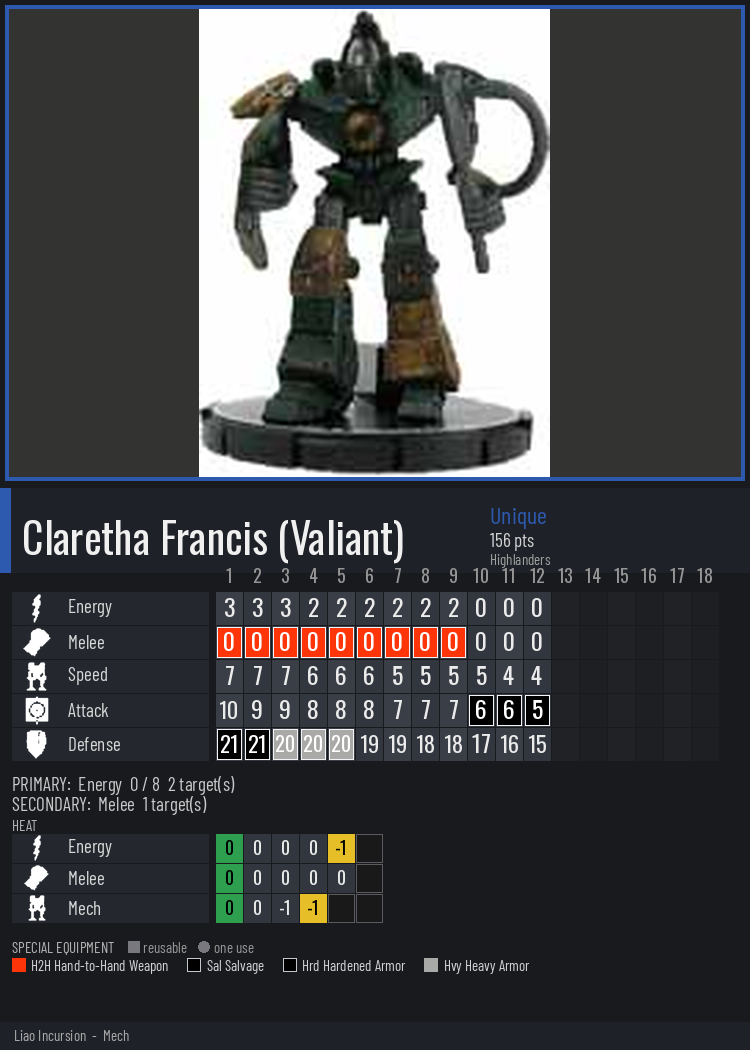 Claretha Francis (Valiant)
Unique
156 pts
Highlanders
1 2 3 4 5 6 7 8 9 10 11 12 13 14 15 16 17 18
Energy 3 3 3 2 2 2 2 2 2 0 0 0
Melee 0 0 0 0 0 0 0 0 0 0 0 0
Speed 7 7 7 6 6 6 5 5 5 5 4 4
Attack 10 9 9 8 8 8 7 7 7 6 6 5
Defense 21 21 20 20 20 19 19 18 18 17 16 15
PRIMARY: Energy 0 / 8 2 target(s)
SECONDARY: Melee 1 target(s)
HEAT
Energy 0 0 0 0 -1
Melee 0 0 0 0 0
Mech 0 0 -1 -1
SPECIAL EQUIPMENT reusable one use
H2H Hand-to-Hand Weapon Sal Salvage Hrd Hardened Armor Hvy Heavy Armor
Liao Incursion - Mech